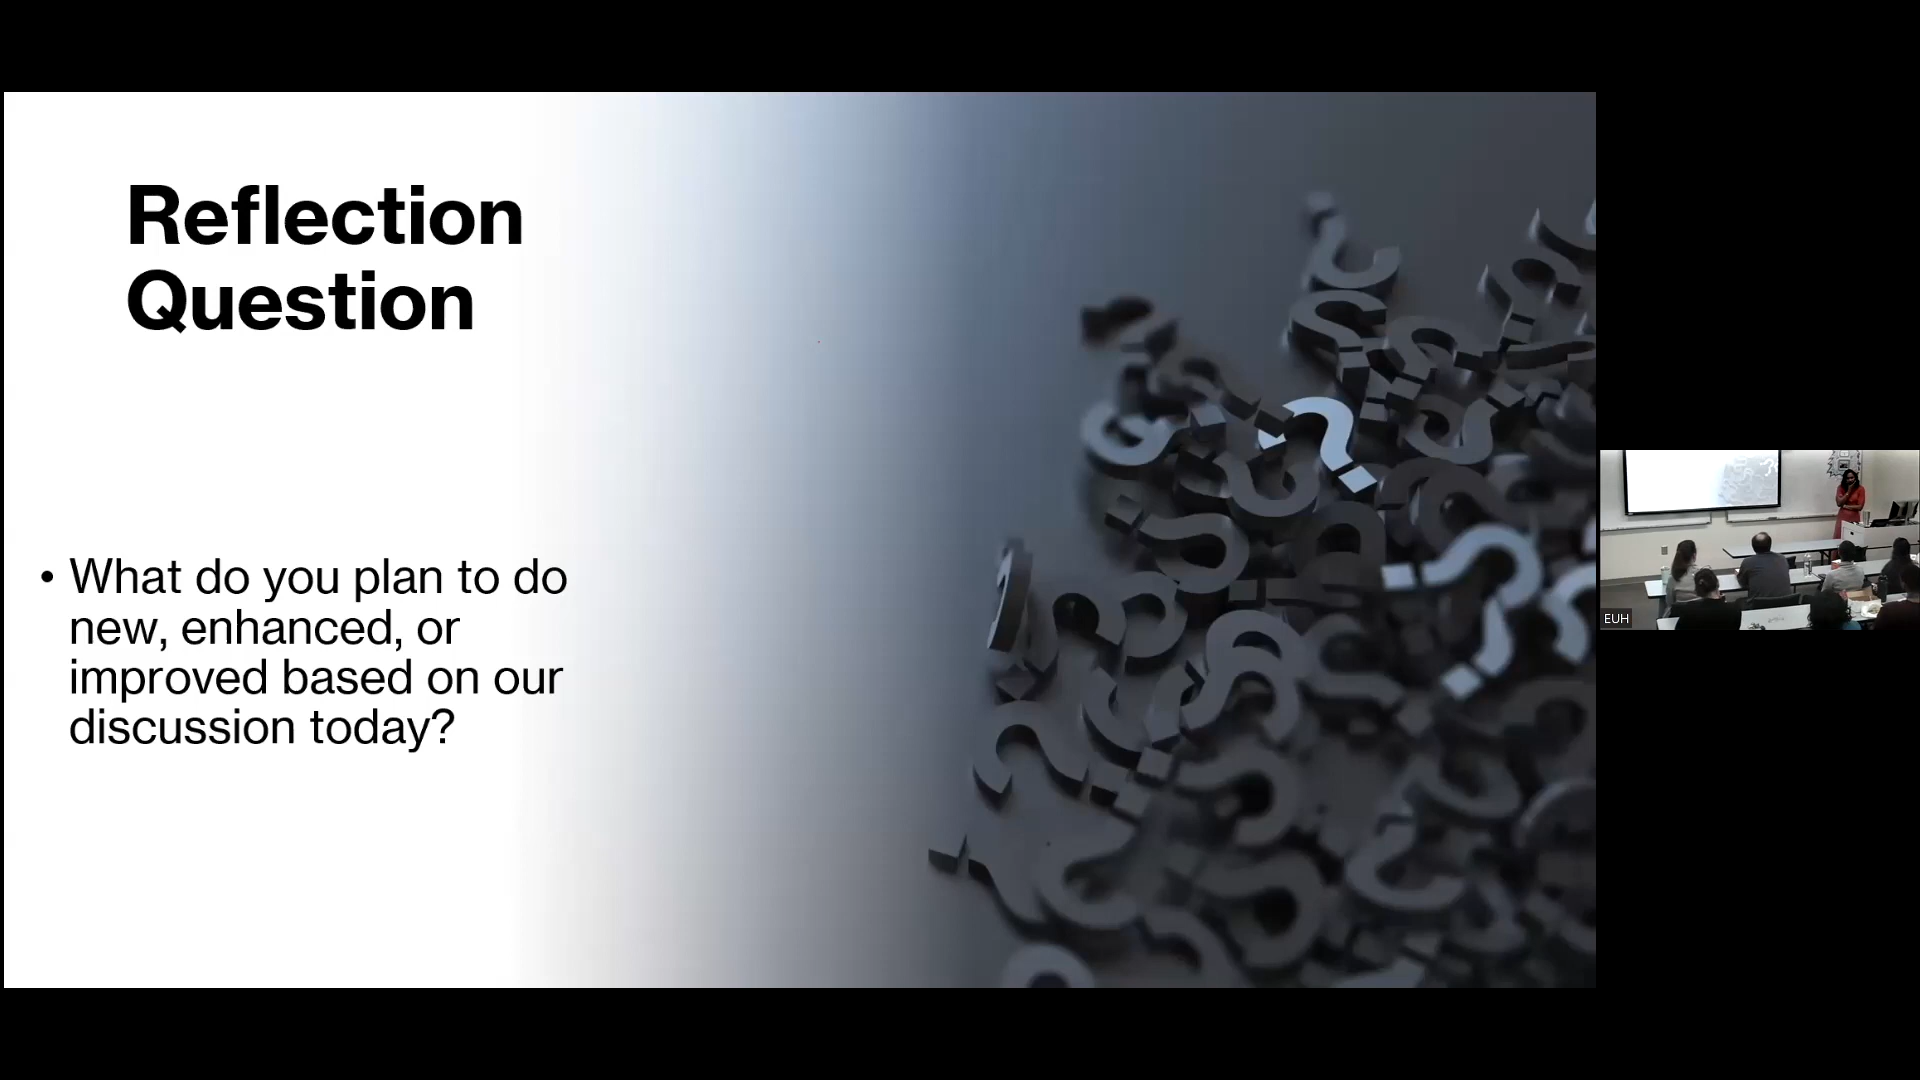 Reflection
Question
• What do you plan to do
new, enhanced, or
improved based on our
discussion today?
EUH